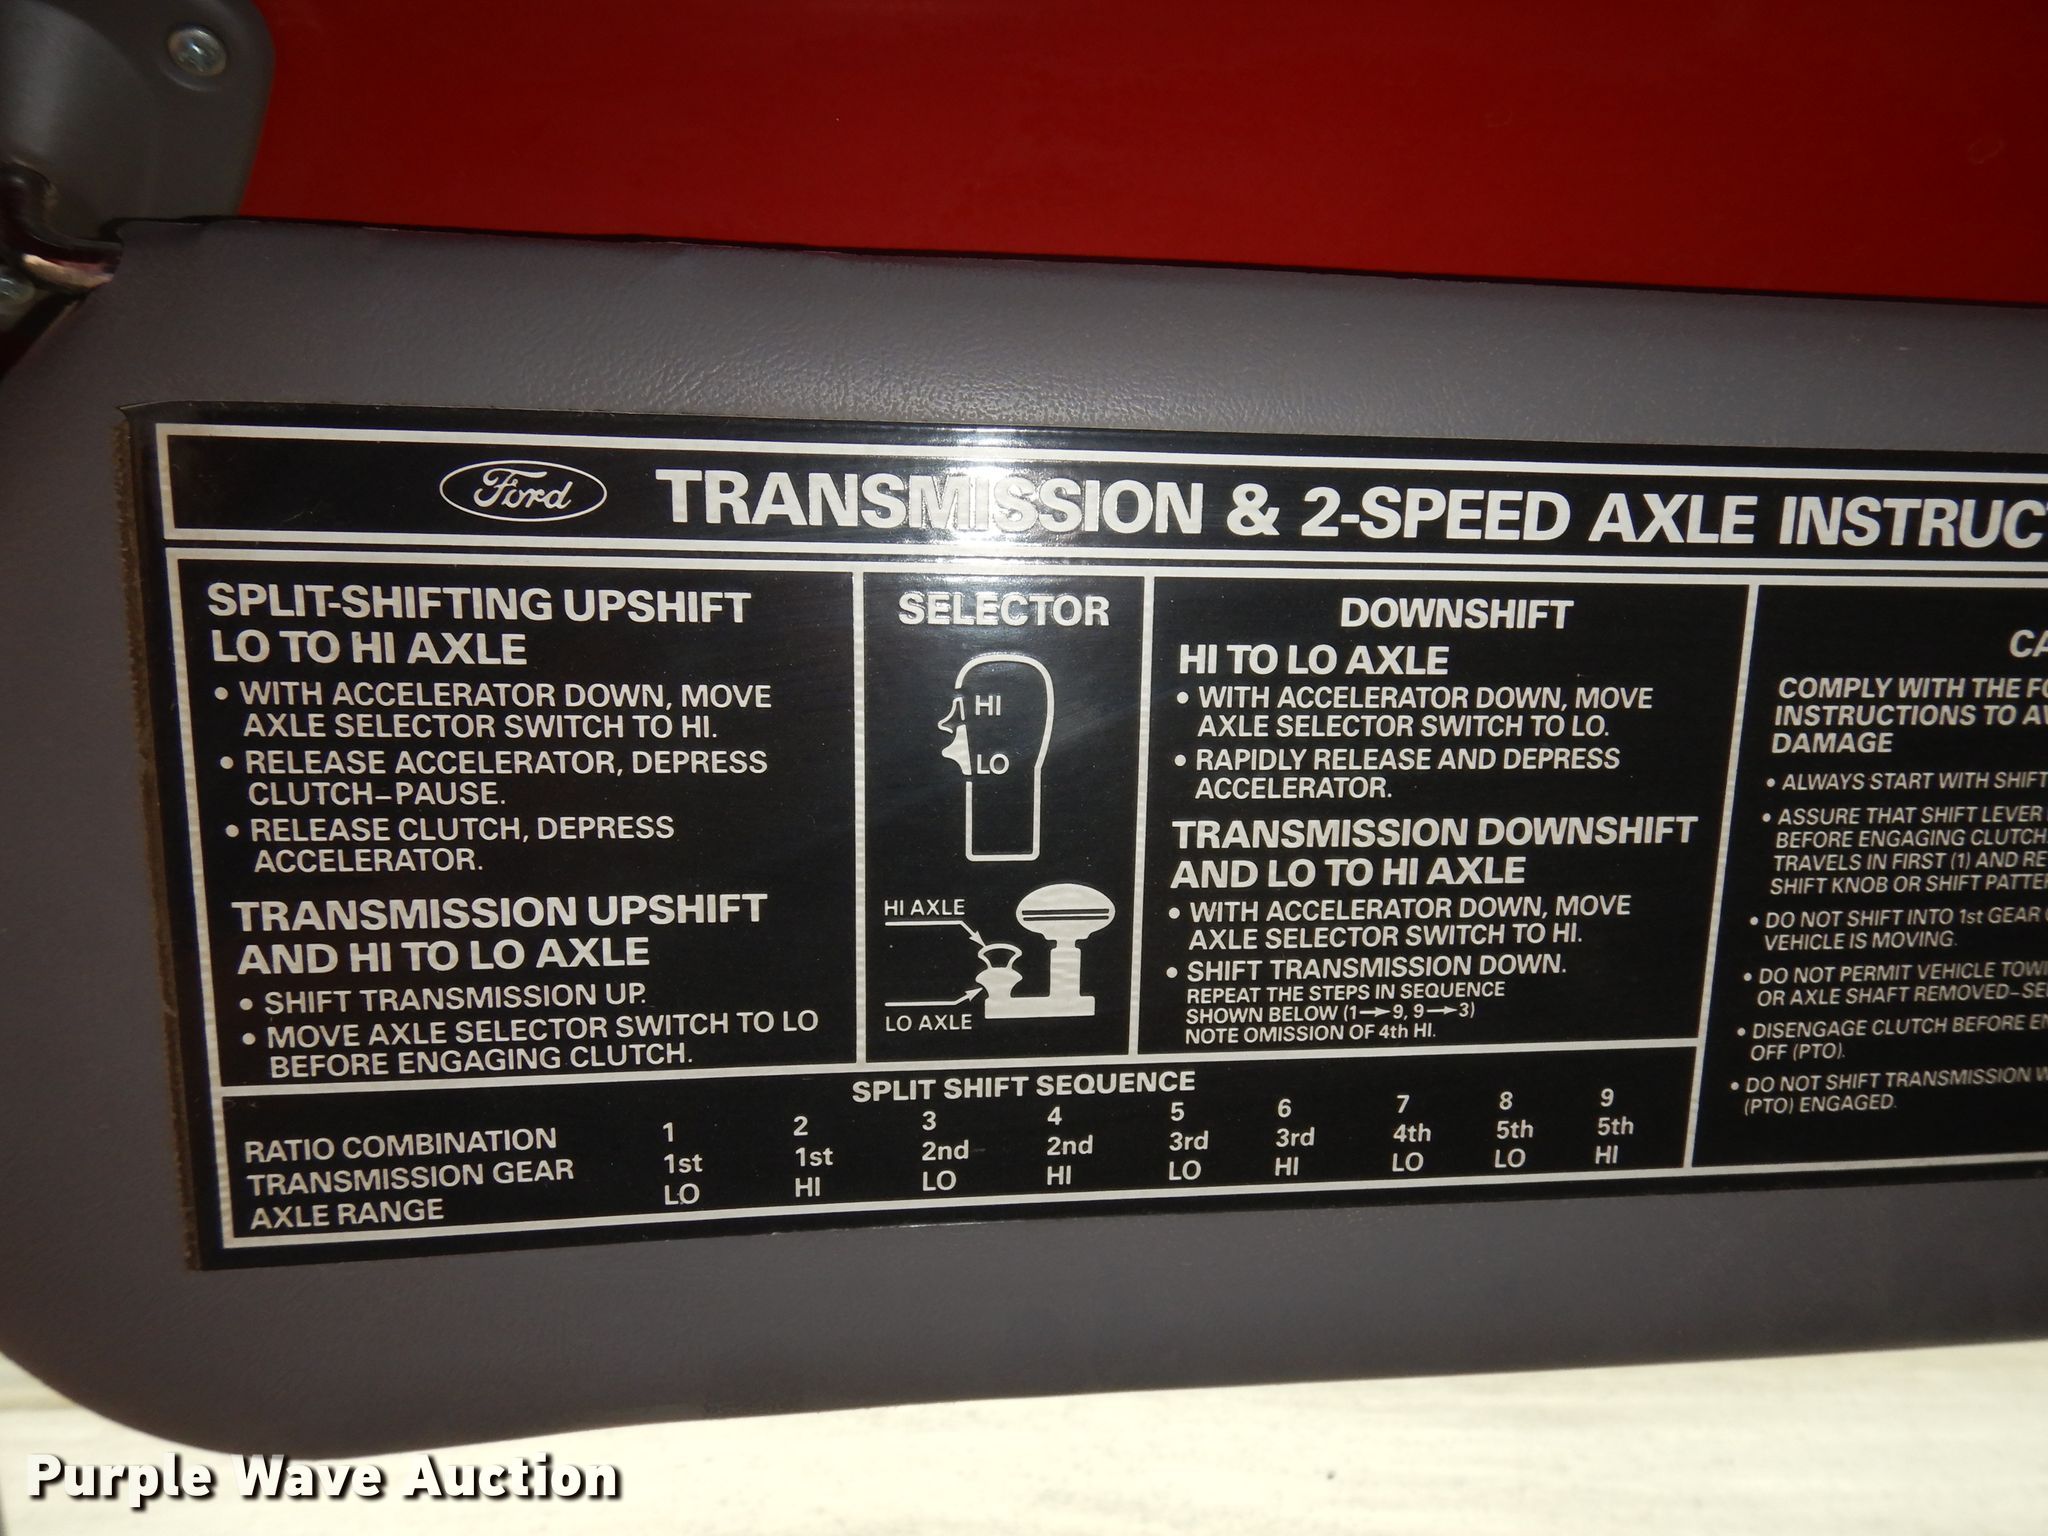 Ford TRANSMISSION & 2-SPEED AXLE
SPLIT-SHIFTING UPSHIFT
LO TO HI AXLE
• WITH ACCELERATOR DOWN, MOVE
AXLE SELECTOR SWITCH TO HI.
• RELEASE ACCELERATOR, DEPRESS
CLUTCH-PAUSE.
• RELEASE CLUTCH, DEPRESS
ACCELERATOR.
TRANSMISSION UPSHIFT
AND HI TO LO AXLE
• SHIFT TRANSMISSION UP.
• MOVE AXLE SELECTOR SWITCH TO LO
BEFORE ENGAGING CLUTCH.
SELECTOR
HI
LO
HI AXLE
LO AXLE
DOWNSHIFT
HI TO LO AXLE
• WITH ACCELERATOR DOWN, MOVE
AXLE SELECTOR SWITCH TO LO.
• RAPIDLY RELEASE AND DEPRESS
ACCELERATOR.
TRANSMISSION DOWNSHIFT
AND LO TO HI AXLE
• WITH ACCELERATOR DOWN, MOVE
AXLE SELECTOR SWITCH TO HI.
• SHIFT TRANSMISSION DOWN.
REPEAT THE STEPS IN SEQUENCE
SHOWN BELOW (1→9, 9→3)
NOTE OMISSION OF 4th HI.
COMPLY WITH THE
INSTRUCTIONS TO
DAMAGE
• ALWAYS START WITH SHIFT
• ASSURE THAT SHIFT LEVER
BEFORE ENGAGING CLUTCH.
TRAVELS IN FIRST (1) AND
SHIFT KNOB OR SHIFT
• DO NOT SHIFT INTO 1st GEAR
VEHICLE IS MOVING.
• DO NOT PERMIT VEHICLE
OR AXLE SHAFT REMOVED-
• DISENGAGE CLUTCH BEFORE
OFF (PTO).
• DO NOT SHIFT TRANSMISSION
(PTO) ENGAGED.
SPLIT SHIFT SEQUENCE
RATIO COMBINATION 1 2 3 4 5 6 7 8 9
TRANSMISSION GEAR 1st 1st 2nd 2nd 3rd 3rd 4th 5th 5th
AXLE RANGE LO HI LO HI LO HI LO LO HI
Purple Wave Auction